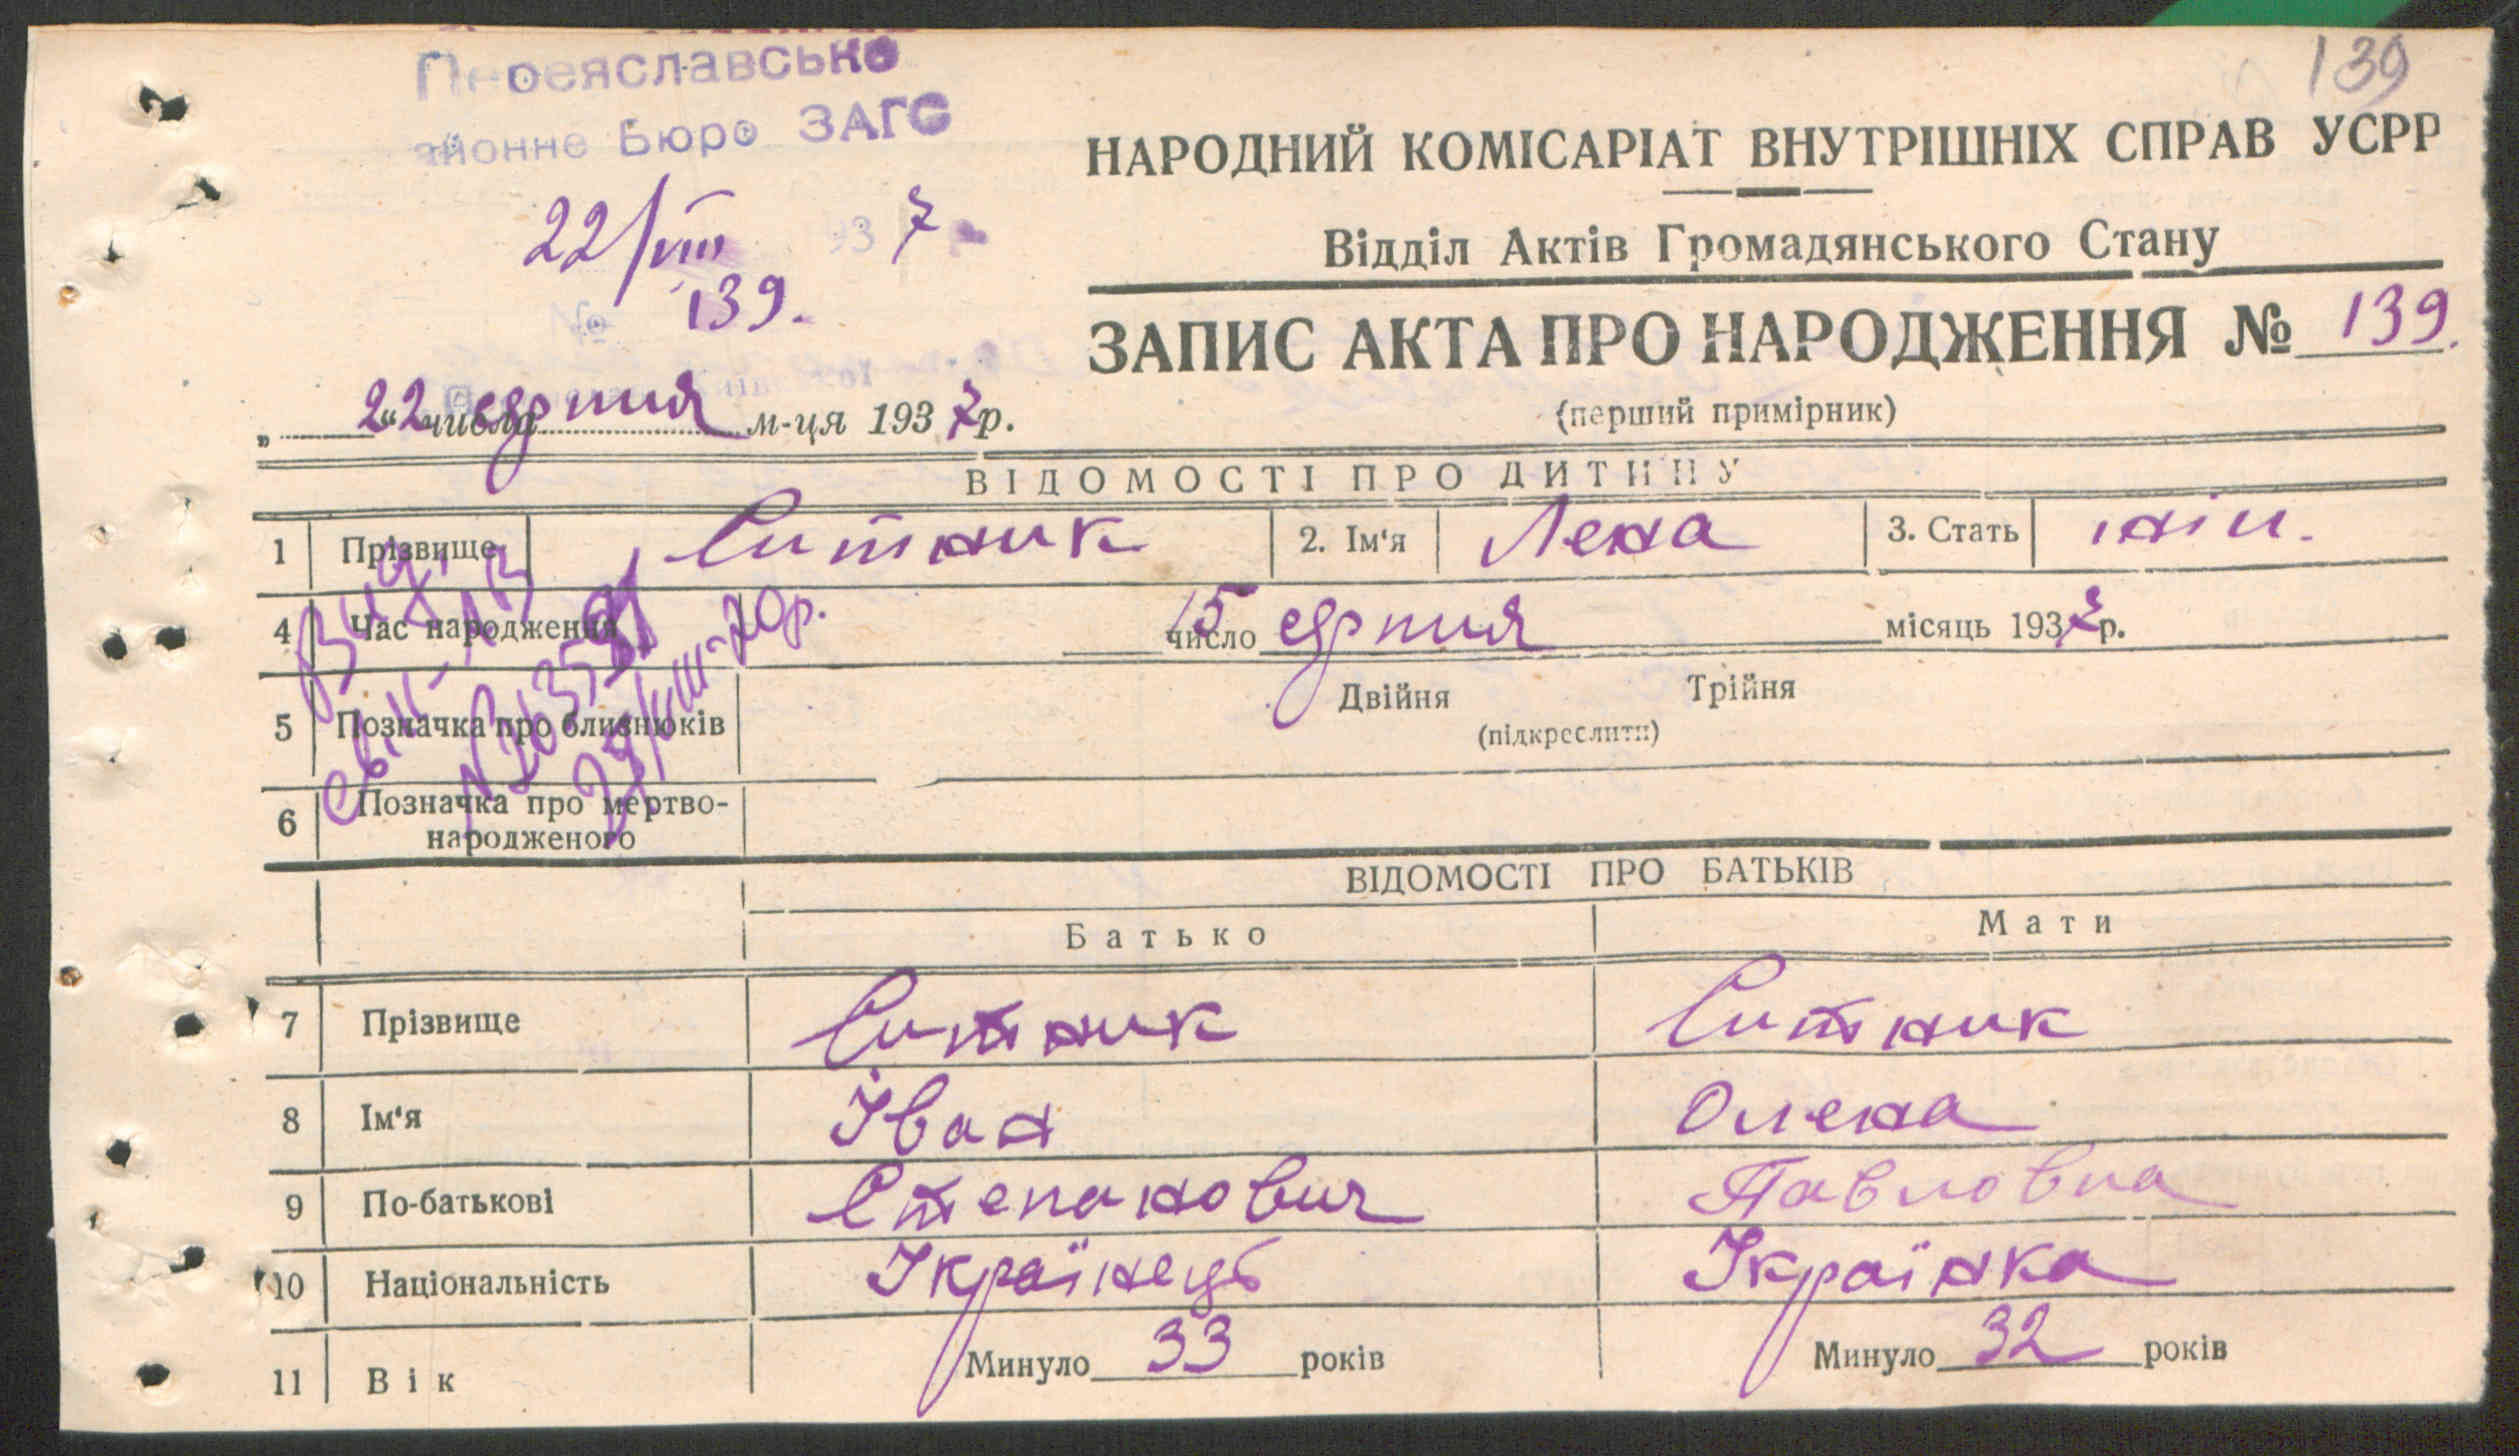 139
Переяславське
районне Бюро ЗАГС
22/VIII 1937 р.
№ 139.
НАРОДНИЙ КОМІСАРІАТ ВНУТРІШНІХ СПРАВ УСРР
Відділ Актів Громадянського Стану
ЗАПИС АКТА ПРО НАРОДЖЕННЯ № 139.
(перший примірник)
„22“ числа серпня м-ця 1937 р.
ВІДОМОСТІ ПРО ДИТИНУ
1 Прізвище Ситник 2. Ім‘я Лена 3. Стать жін.
4 Час народження 15 число серпня місяць 1937 р.
5 Позначка про близнюків Двійня Трійня
(підкреслити)
6 Позначка про мертво-
народженого
ВІДОМОСТІ ПРО БАТЬКІВ
Батько Мати
7 Прізвище Ситник Ситник
8 Ім‘я Іван Олена
9 По-батькові Степанович Павловна
10 Національність Українець Українка
11 Вік Минуло 33 років Минуло 32 років